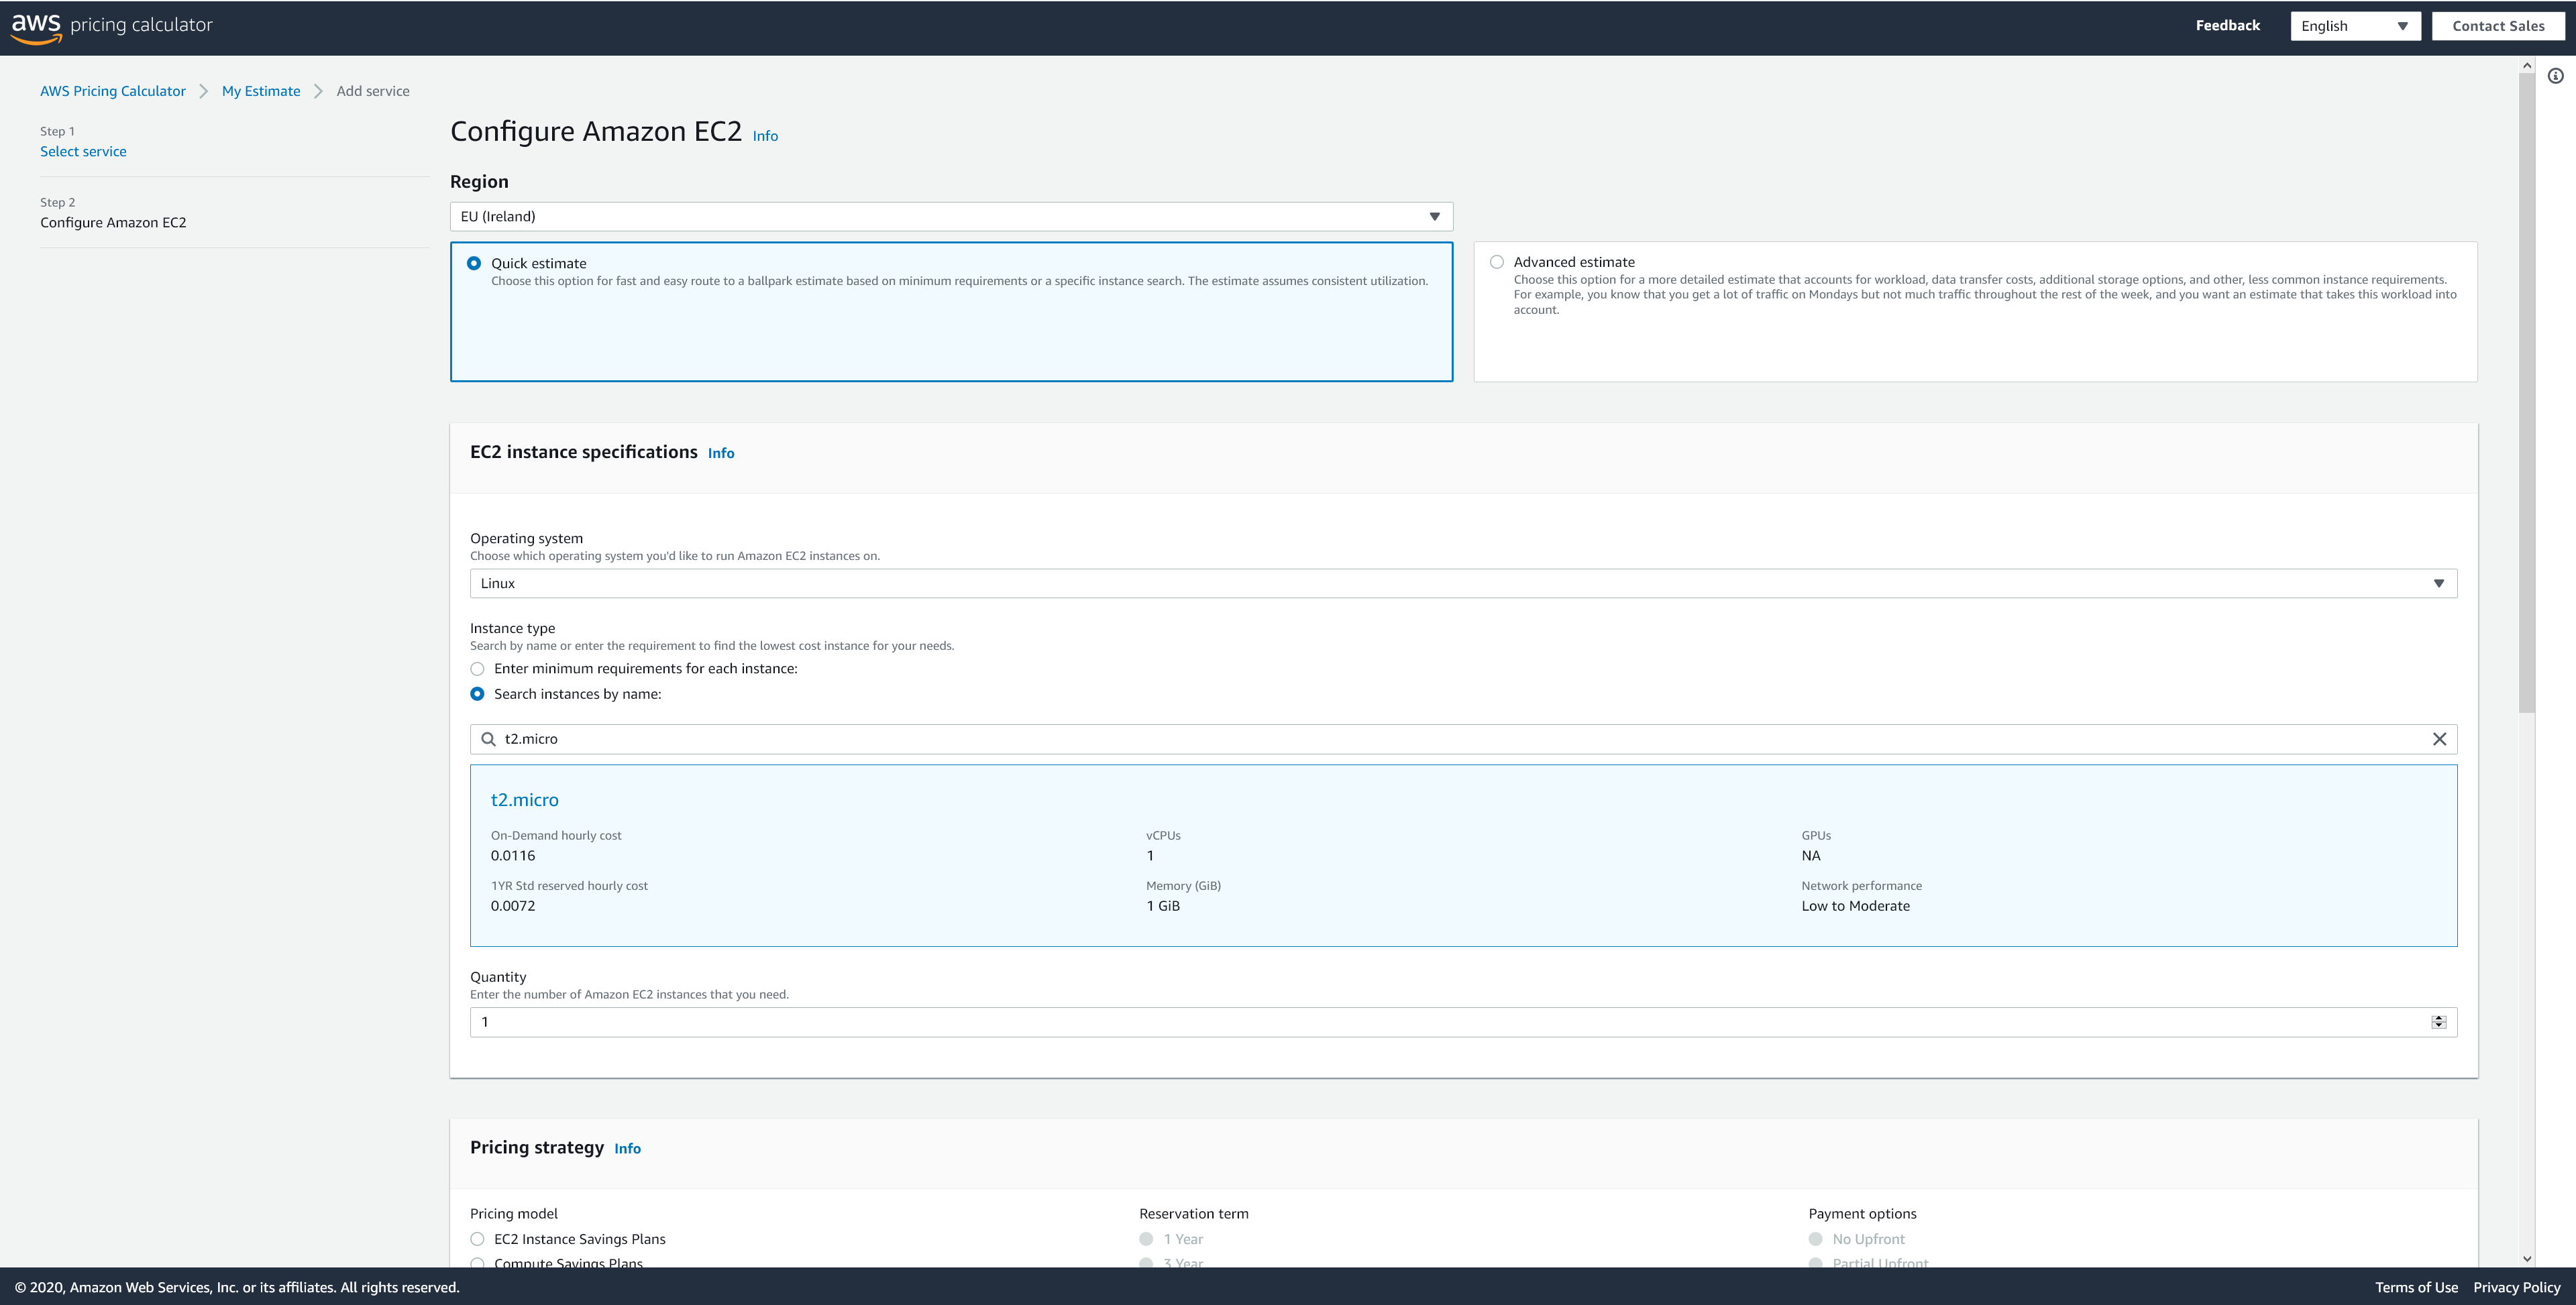 aws pricing calculator
Feedback
English
Contact Sales
AWS Pricing Calculator
My Estimate
Add service
Step 1
Select service
Step 2
Configure Amazon EC2
Configure Amazon EC2 Info
Region
EU (Ireland)
Quick estimate
Choose this option for fast and easy route to a ballpark estimate based on minimum requirements or a specific instance search. The estimate assumes consistent utilization.
Advanced estimate
Choose this option for a more detailed estimate that accounts for workload, data transfer costs, additional storage options, and other, less common instance requirements.
For example, you know that you get a lot of traffic on Mondays but not much traffic throughout the rest of the week, and you want an estimate that takes this workload into
account.
EC2 instance specifications Info
Operating system
Choose which operating system you'd like to run Amazon EC2 instances on.
Linux
Instance type
Search by name or enter the requirement to find the lowest cost instance for your needs.
Enter minimum requirements for each instance:
Search instances by name:
t2.micro
t2.micro
On-Demand hourly cost
0.0116
vCPUs
1
GPUs
NA
1YR Std reserved hourly cost
0.0072
Memory (GiB)
1 GiB
Network performance
Low to Moderate
Quantity
Enter the number of Amazon EC2 instances that you need.
1
Pricing strategy Info
Pricing model
EC2 Instance Savings Plans
Compute Savings Plans
Reservation term
1 Year
3 Year
Payment options
No Upfront
Partial Upfront
© 2020, Amazon Web Services, Inc. or its affiliates. All rights reserved.
Terms of Use
Privacy Policy